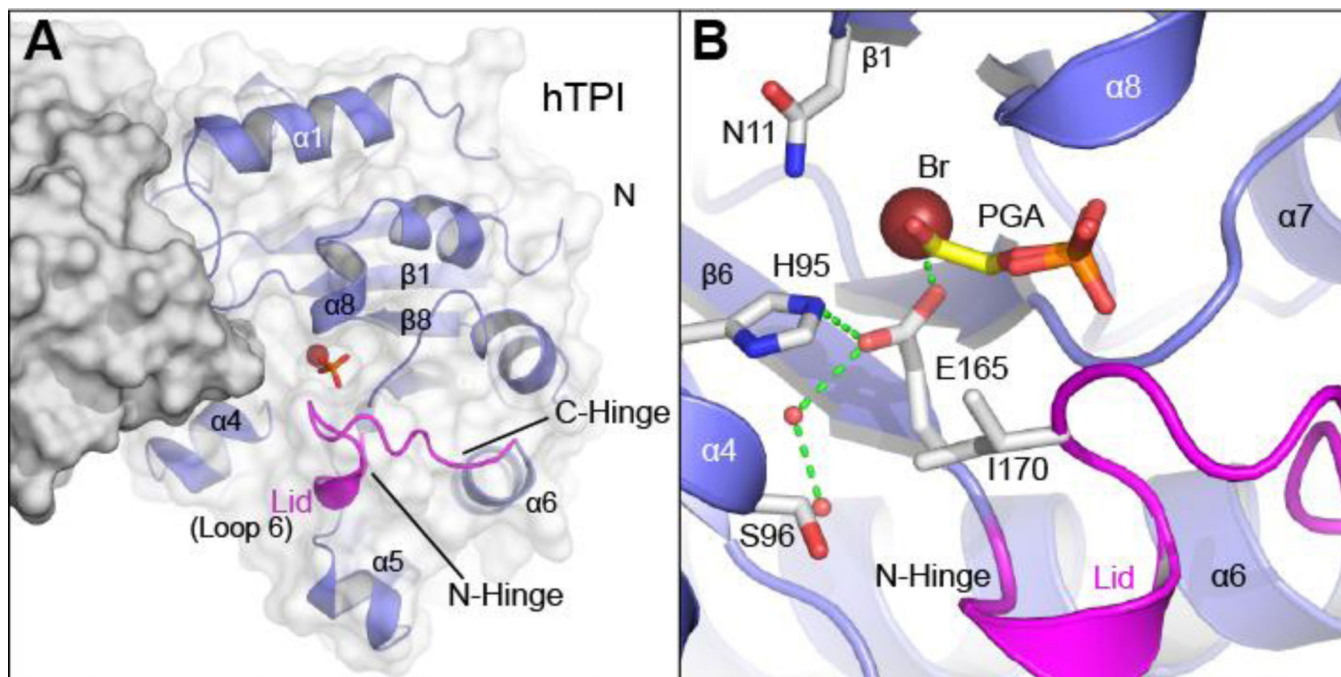 A
hTPI
α1
N
β1
α8
β8
α4
C-Hinge
Lid
(Loop 6)
α6
α5
N-Hinge
B
β1
α8
N11
Br
PGA
α7
β6
H95
E165
α4
I170
S96
N-Hinge
Lid
α6